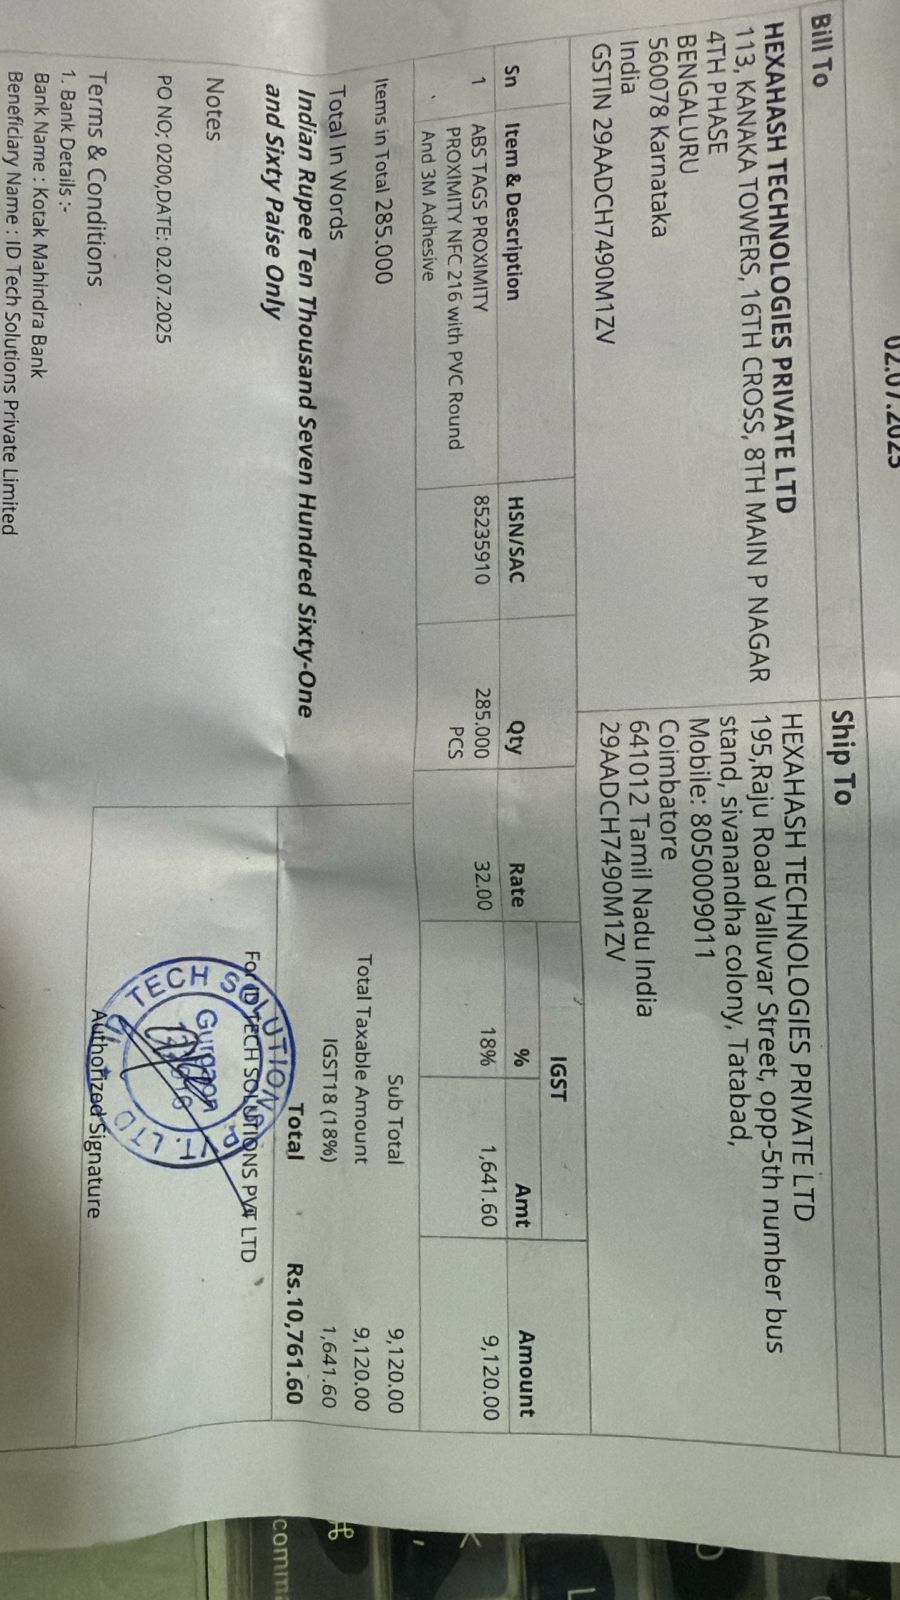 02.07.2025
Bill To
HEXAHASH TECHNOLOGIES PRIVATE LTD
113, KANAKA TOWERS, 16TH CROSS, 8TH MAIN P NAGAR
4TH PHASE
BENGALURU
560078 Karnataka
India
GSTIN 29AADCH7490M1ZV
Ship To
HEXAHASH TECHNOLOGIES PRIVATE LTD
195,Raju Road Valluvar Street, opp-5th number bus
stand, sivanandha colony, Tatabad,
Mobile: 8050009011
Coimbatore
641012 Tamil Nadu India
29AADCH7490M1ZV
IGST
Sn Item & Description HSN/SAC Qty Rate % Amt Amount
1 ABS TAGS PROXIMITY 85235910 285.000 32.00 18% 1,641.60 9,120.00
PROXIMITY NFC 216 with PVC Round PCS
And 3M Adhesive
Items in Total 285.000
Total In Words
Indian Rupee Ten Thousand Seven Hundred Sixty-One
and Sixty Paise Only
Notes
PO NO; 0200,DATE: 02.07.2025
Terms & Conditions
1. Bank Details :-
Bank Name : Kotak Mahindra Bank
Beneficiary Name : ID Tech Solutions Private Limited
Sub Total 9,120.00
Total Taxable Amount 9,120.00
IGST18 (18%) 1,641.60
Total Rs.10,761.60
For ID TECH SOLUTIONS PVT LTD
ID TECH SOLUTIONS PVT. LTD
Gurgaon
Authorized Signature
L
<
,
⌘
comma